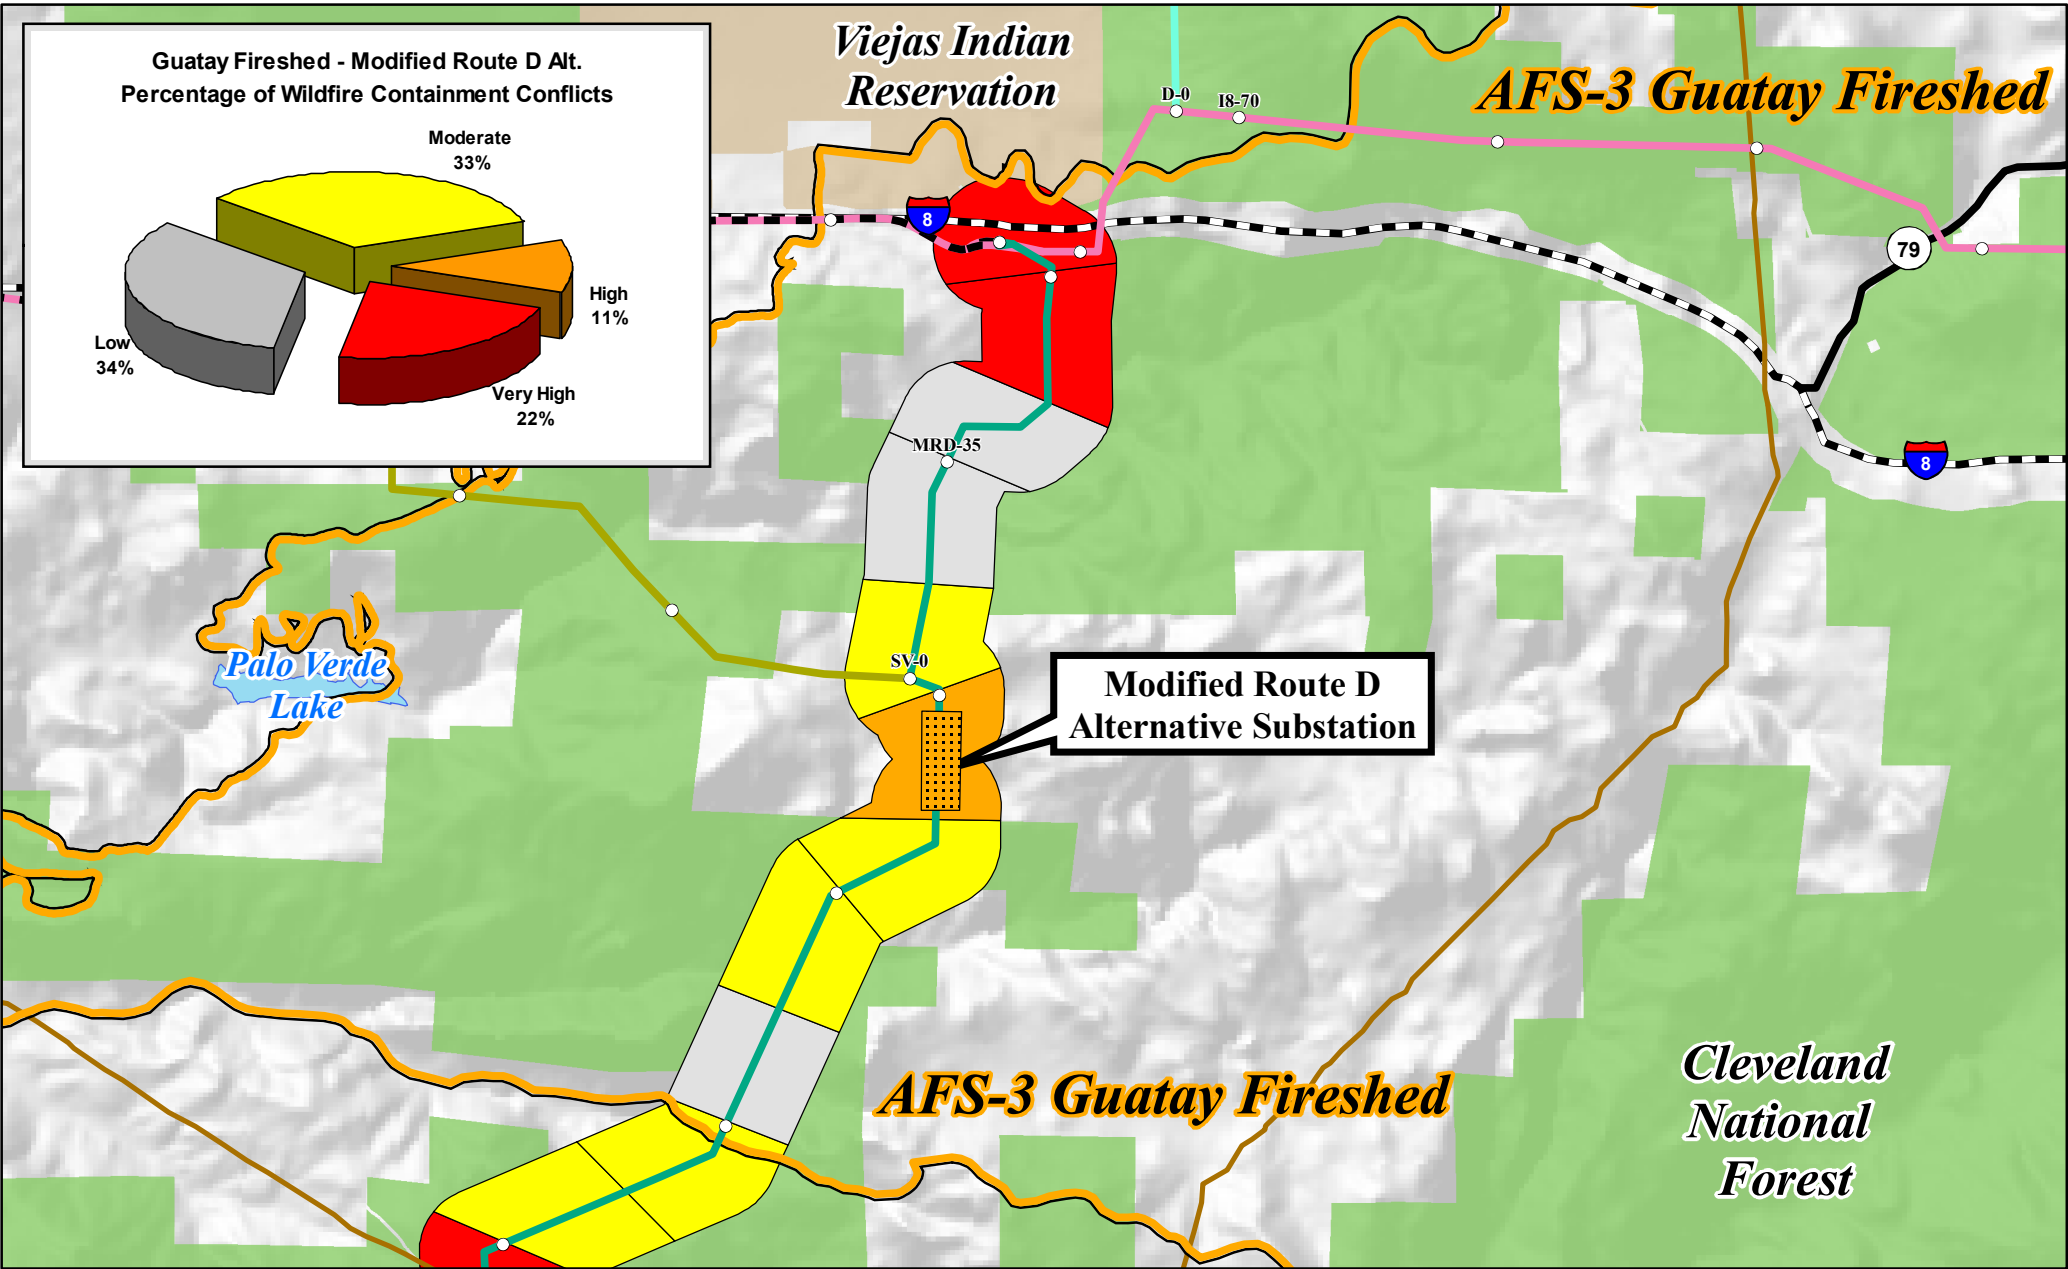 Guatay Fireshed - Modified Route D Alt.
Percentage of Wildfire Containment Conflicts
Moderate
33%
High
11%
Low
34%
Very High
22%
Viejas Indian
Reservation
D-0
I8-70
AFS-3 Guatay Fireshed
8
79
8
MRD-35
SV-0
Palo Verde
Lake
Modified Route D
Alternative Substation
AFS-3 Guatay Fireshed
Cleveland
National
Forest